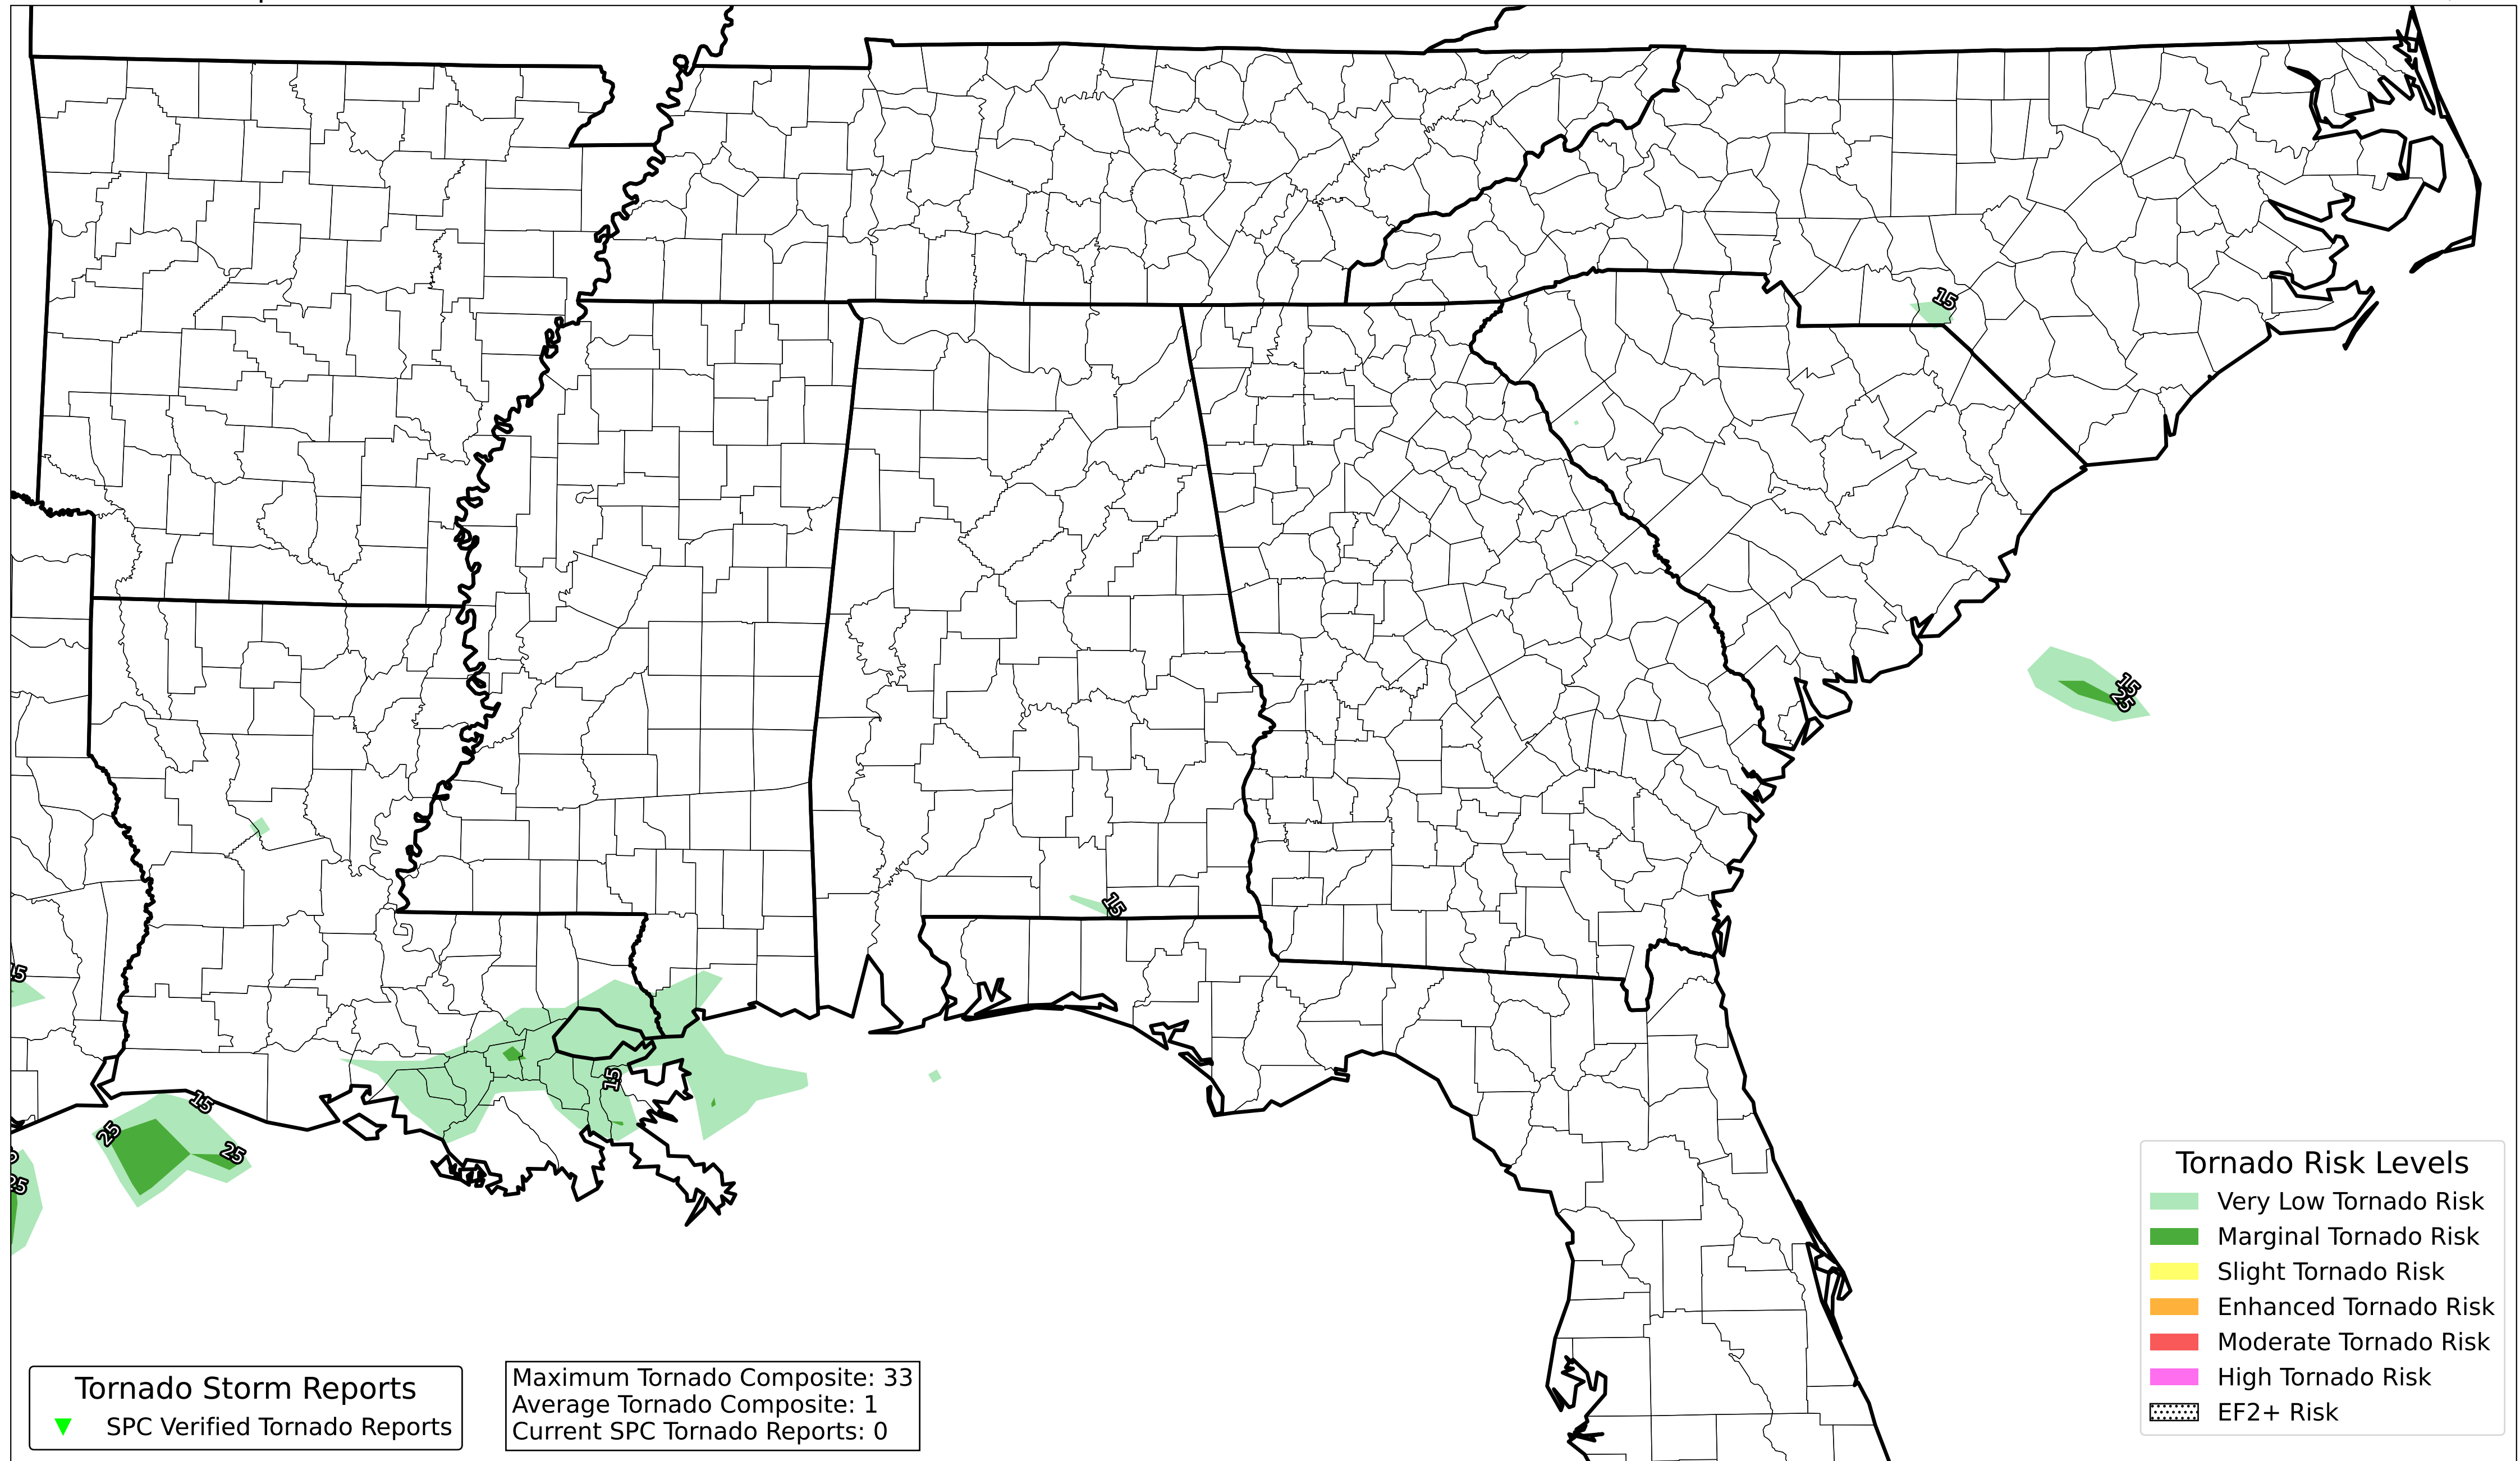 15
15
25
15
15
15
15
25
25
25
Tornado Risk Levels
Very Low Tornado Risk
Marginal Tornado Risk
Slight Tornado Risk
Enhanced Tornado Risk
Moderate Tornado Risk
High Tornado Risk
EF2+ Risk
Tornado Storm Reports
SPC Verified Tornado Reports
Maximum Tornado Composite: 33
Average Tornado Composite: 1
Current SPC Tornado Reports: 0